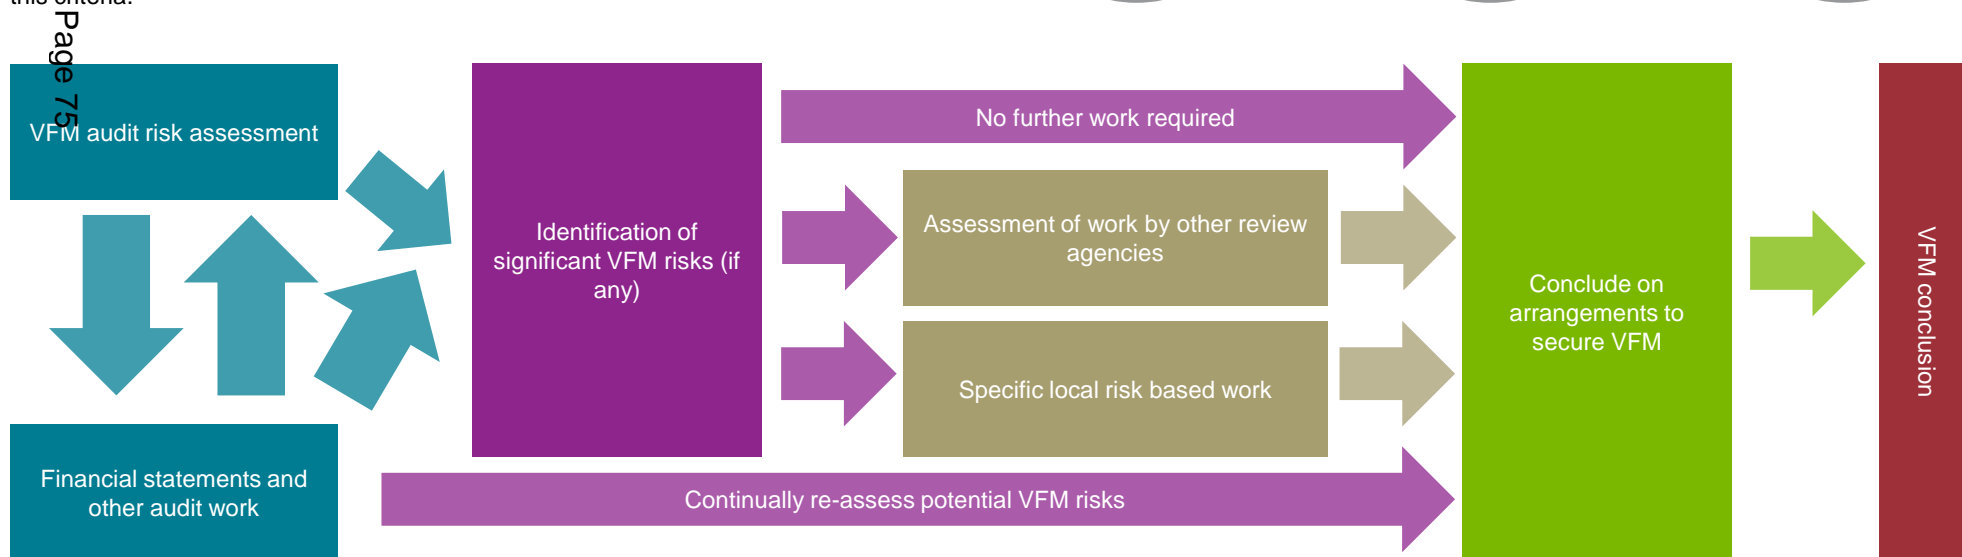 this criteria.
Page 75
VFM audit risk assessment
Financial statements and
other audit work
Identification of
significant VFM risks (if
any)
No further work required
Assessment of work by other review
agencies
Specific local risk based work
Continually re-assess potential VFM risks
Conclude on
arrangements to
secure VFM
VFM conclusion